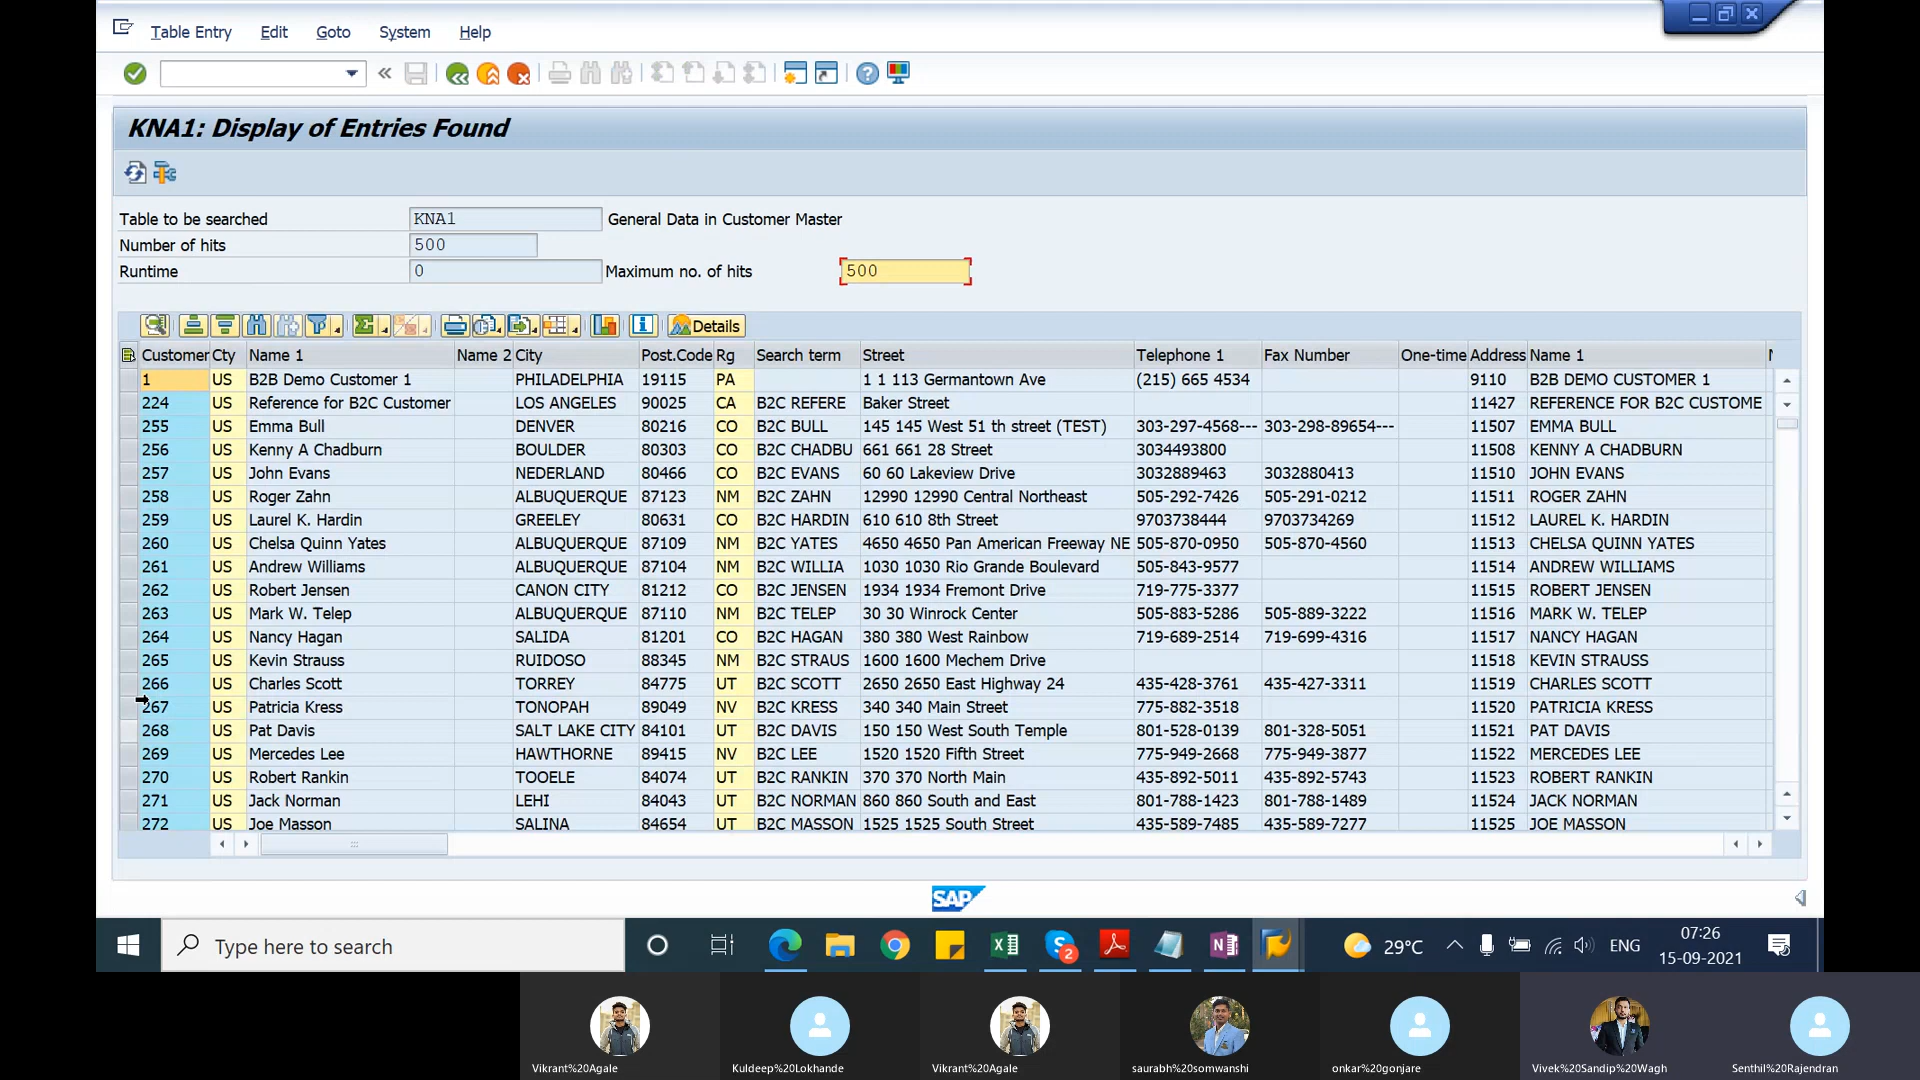 Table Entry Edit Goto System Help
KNA1: Display of Entries Found
Table to be searched KNA1 General Data in Customer Master
Number of hits 500
Runtime 0 Maximum no. of hits 500
Details
Customer Cty Name 1 Name 2 City Post.Code Rg Search term Street Telephone 1 Fax Number One-time Address Name 1
1 US B2B Demo Customer 1 PHILADELPHIA 19115 PA 1 1 113 Germantown Ave (215) 665 4534 9110 B2B DEMO CUSTOMER 1
224 US Reference for B2C Customer LOS ANGELES 90025 CA B2C REFERE Baker Street 11427 REFERENCE FOR B2C CUSTOME
255 US Emma Bull DENVER 80216 CO B2C BULL 145 145 West 51 th street (TEST) 303-297-4568--- 303-298-89654--- 11507 EMMA BULL
256 US Kenny A Chadburn BOULDER 80303 CO B2C CHADBU 661 661 28 Street 3034493800 11508 KENNY A CHADBURN
257 US John Evans NEDERLAND 80466 CO B2C EVANS 60 60 Lakeview Drive 3032889463 3032880413 11510 JOHN EVANS
258 US Roger Zahn ALBUQUERQUE 87123 NM B2C ZAHN 12990 12990 Central Northeast 505-292-7426 505-291-0212 11511 ROGER ZAHN
259 US Laurel K. Hardin GREELEY 80631 CO B2C HARDIN 610 610 8th Street 9703738444 9703734269 11512 LAUREL K. HARDIN
260 US Chelsa Quinn Yates ALBUQUERQUE 87109 NM B2C YATES 4650 4650 Pan American Freeway NE 505-870-0950 505-870-4560 11513 CHELSA QUINN YATES
261 US Andrew Williams ALBUQUERQUE 87104 NM B2C WILLIA 1030 1030 Rio Grande Boulevard 505-843-9577 11514 ANDREW WILLIAMS
262 US Robert Jensen CANON CITY 81212 CO B2C JENSEN 1934 1934 Fremont Drive 719-775-3377 11515 ROBERT JENSEN
263 US Mark W. Telep ALBUQUERQUE 87110 NM B2C TELEP 30 30 Winrock Center 505-883-5286 505-889-3222 11516 MARK W. TELEP
264 US Nancy Hagan SALIDA 81201 CO B2C HAGAN 380 380 West Rainbow 719-689-2514 719-699-4316 11517 NANCY HAGAN
265 US Kevin Strauss RUIDOSO 88345 NM B2C STRAUS 1600 1600 Mechem Drive 11518 KEVIN STRAUSS
266 US Charles Scott TORREY 84775 UT B2C SCOTT 2650 2650 East Highway 24 435-428-3761 435-427-3311 11519 CHARLES SCOTT
267 US Patricia Kress TONOPAH 89049 NV B2C KRESS 340 340 Main Street 775-882-3518 11520 PATRICIA KRESS
268 US Pat Davis SALT LAKE CITY 84101 UT B2C DAVIS 150 150 West South Temple 801-528-0139 801-328-5051 11521 PAT DAVIS
269 US Mercedes Lee HAWTHORNE 89415 NV B2C LEE 1520 1520 Fifth Street 775-949-2668 775-949-3877 11522 MERCEDES LEE
270 US Robert Rankin TOOELE 84074 UT B2C RANKIN 370 370 North Main 435-892-5011 435-892-5743 11523 ROBERT RANKIN
271 US Jack Norman LEHI 84043 UT B2C NORMAN 860 860 South and East 801-788-1423 801-788-1489 11524 JACK NORMAN
272 US Joe Masson SALINA 84654 UT B2C MASSON 1525 1525 South Street 435-589-7485 435-589-7277 11525 JOE MASSON
SAP
Type here to search 2 29°C ENG 07:26
15-09-2021
Vikrant%20Agale Kuldeep%20Lokhande Vikrant%20Agale saurabh%20somwanshi onkar%20gonjare Vivek%20Sandip%20Wagh Senthil%20Rajendran